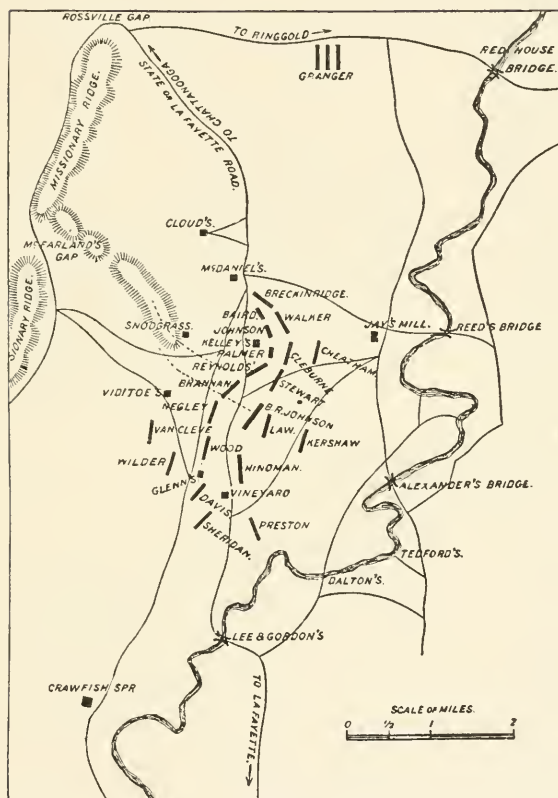 ROSSVILLE GAP.
TO RINGGOLD
GRANGER
RED HOUSE
BRIDGE.
MISSIONARY RIDGE.
TO CHATTANOOGA
STATE OR LA FAYETTE ROAD.
CLOUD'S.
McFARLAND'S
GAP
McDANIEL'S.
SIONARY RIDGE.
BRECKINRIDGE.
BAIRD.
WALKER
SNODGRASS.
JOHNSON
JAY'S MILL.
REED'S BRIDGE
KELLEY'S
PALMER
CLEBURNE
CHEATHAM
REYNOLDS'
BRANNAN
STEWART
VIDITOE'S
NEGLEY
B.R. JOHNSON
VAN CLEVE
LAW.
KERSHAW
WOOD
WILDER
HINDMAN.
GLENN'S
ALEXANDER'S BRIDGE.
DAVIS
VINEYARD
SHERIDAN.
PRESTON
TEDFORD'S.
DALTON'S.
LEE & GORDON'S
CRAWFISH SPR
TO LA FAYETTE.
SCALE OF MILES.
0 1/2 1 2